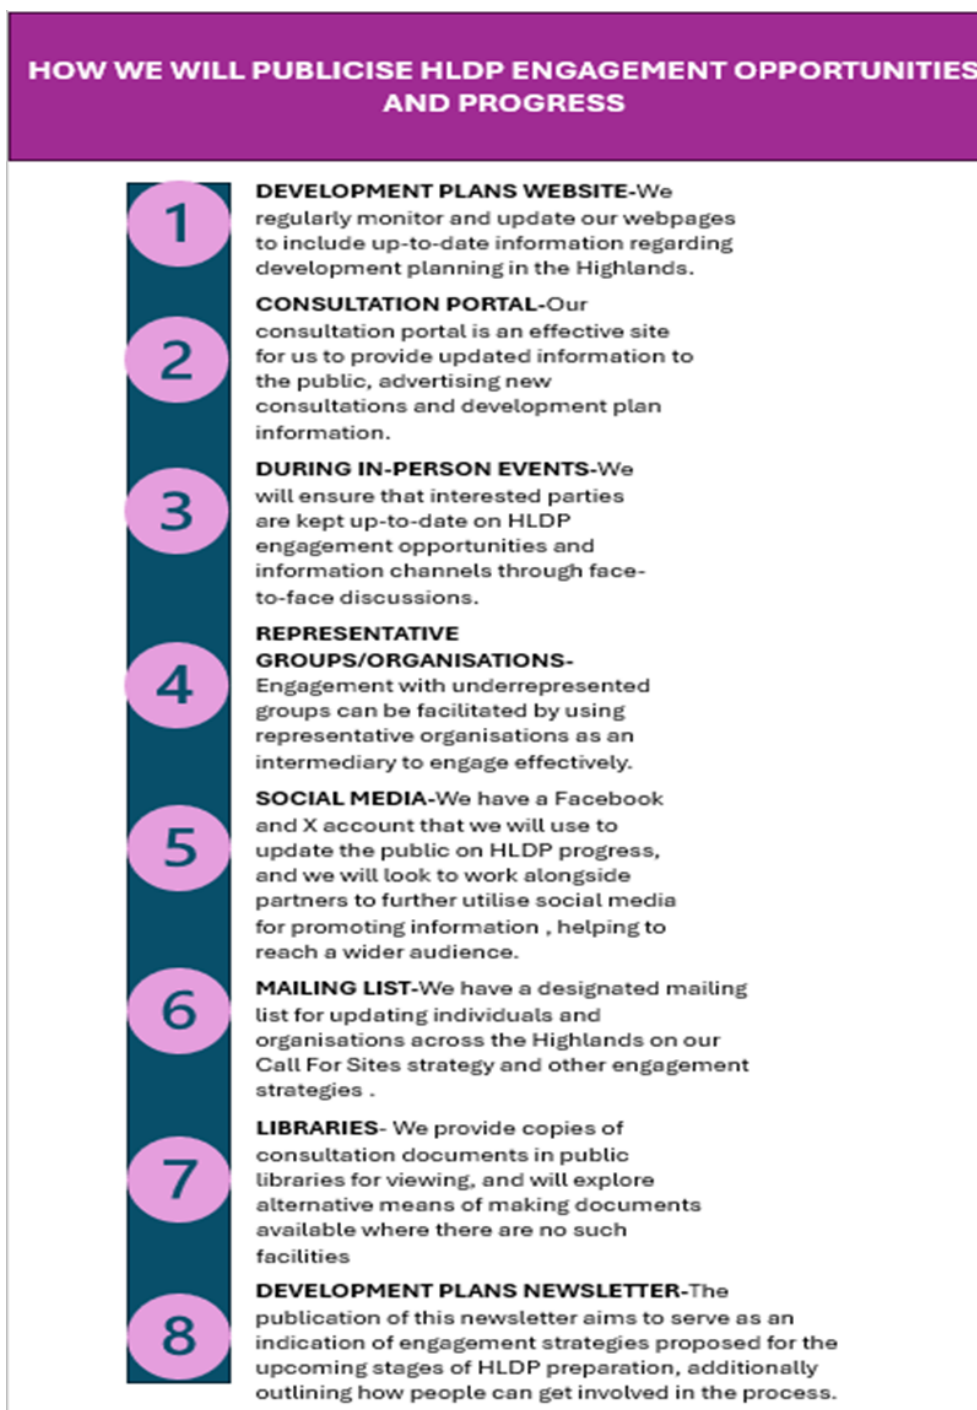 HOW WE WILL PUBLICISE HLDP ENGAGEMENT OPPORTUNITIES
AND PROGRESS
1
DEVELOPMENT PLANS WEBSITE-We
regularly monitor and update our webpages
to include up-to-date information regarding
development planning in the Highlands.
2
CONSULTATION PORTAL-Our
consultation portal is an effective site
for us to provide updated information to
the public, advertising new
consultations and development plan
information.
3
DURING IN-PERSON EVENTS-We
will ensure that interested parties
are kept up-to-date on HLDP
engagement opportunities and
information channels through face-
to-face discussions.
4
REPRESENTATIVE
GROUPS/ORGANISATIONS-
Engagement with underrepresented
groups can be facilitated by using
representative organisations as an
intermediary to engage effectively.
5
SOCIAL MEDIA-We have a Facebook
and X account that we will use to
update the public on HLDP progress,
and we will look to work alongside
partners to further utilise social media
for promoting information , helping to
reach a wider audience.
6
MAILING LIST-We have a designated mailing
list for updating individuals and
organisations across the Highlands on our
Call For Sites strategy and other engagement
strategies .
7
LIBRARIES- We provide copies of
consultation documents in public
libraries for viewing, and will explore
alternative means of making documents
available where there are no such
facilities
8
DEVELOPMENT PLANS NEWSLETTER-The
publication of this newsletter aims to serve as an
indication of engagement strategies proposed for the
upcoming stages of HLDP preparation, additionally
outlining how people can get involved in the process.